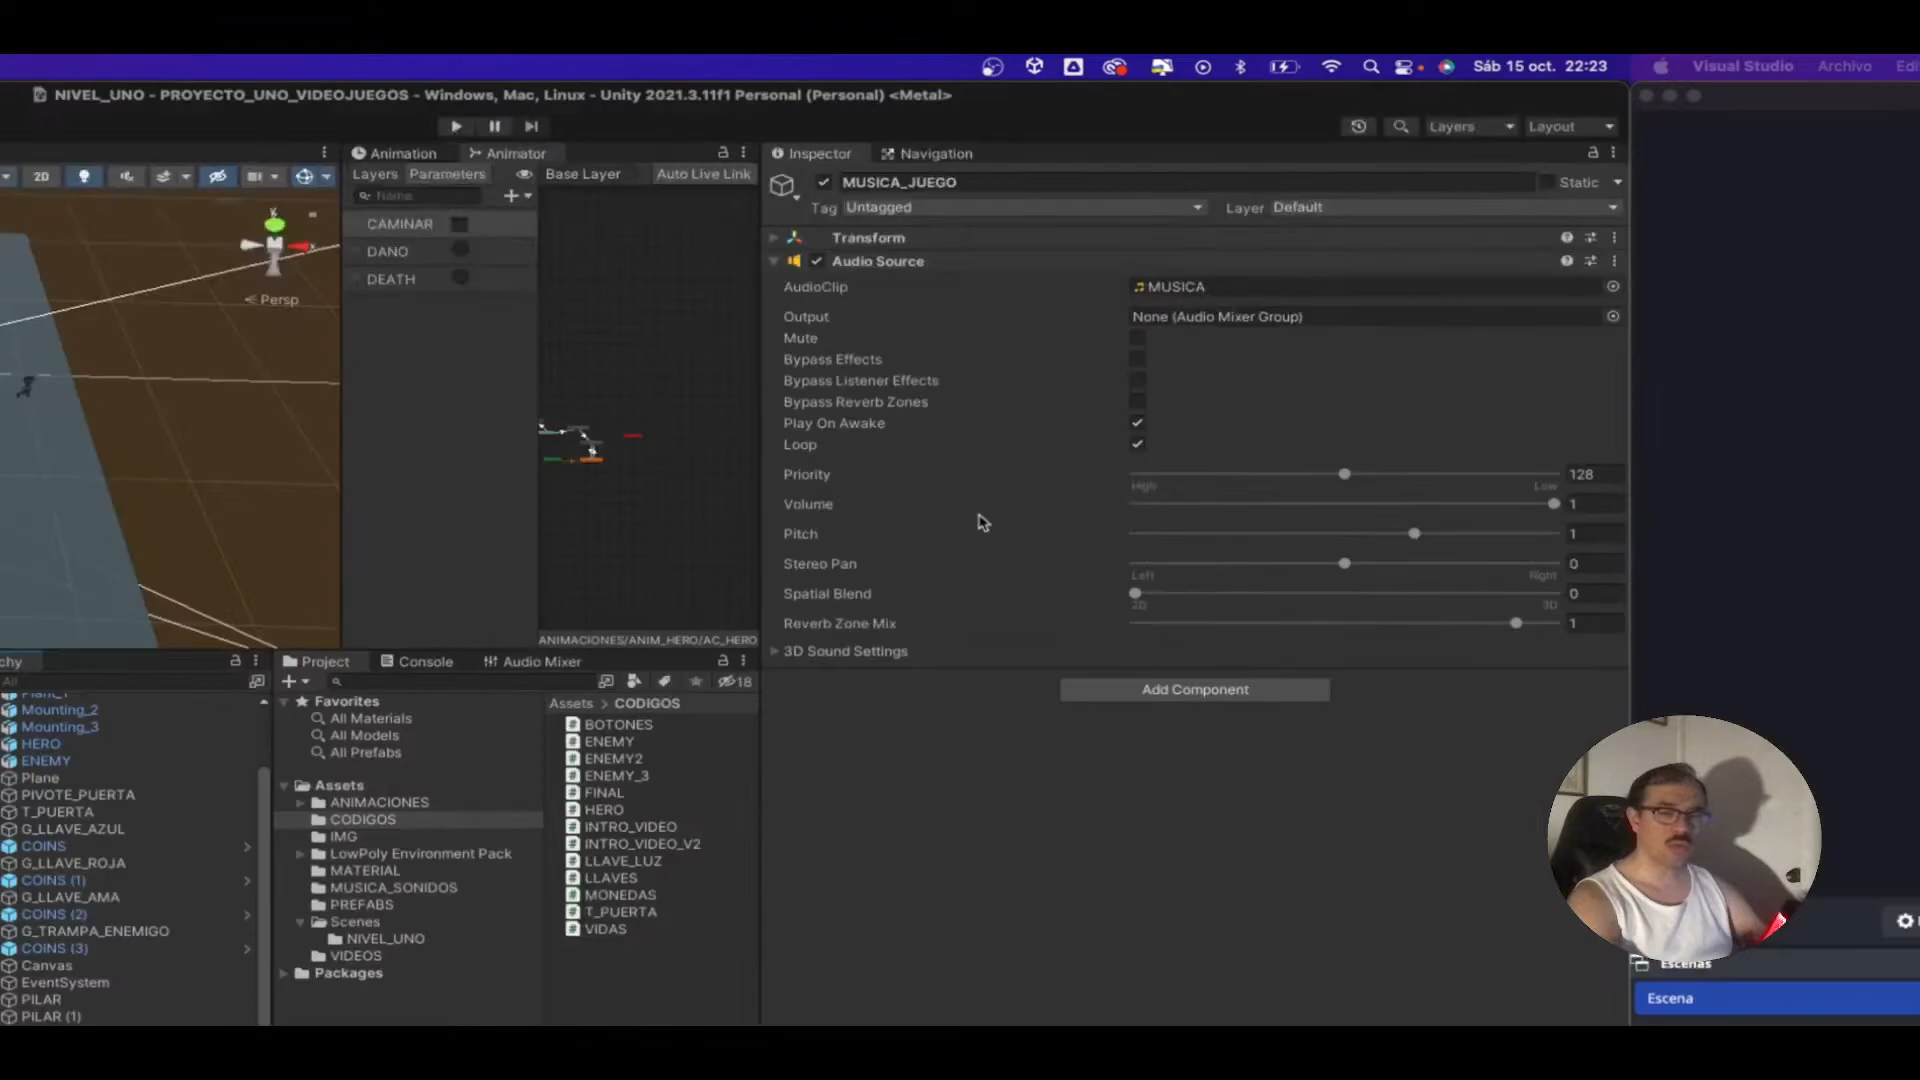 Sáb 15 oct. 22:23
Visual Studio Archivo
NIVEL_UNO - PROYECTO_UNO_VIDEOJUEGOS - Windows, Mac, Linux - Unity 2021.3.11f1 Personal (Personal) <Metal>
Layers Layout
Animation Animator
Inspector Navigation
2D
Layers Parameters Base Layer Auto Live Link
Name
MUSICA_JUEGO Static
Tag Untagged Layer Default
CAMINAR
DANO
DEATH
y
x
Persp
Transform
Audio Source
AudioClip MUSICA
Output None (Audio Mixer Group)
Mute
Bypass Effects
Bypass Listener Effects
Bypass Reverb Zones
Play On Awake
Loop
Priority 128
High Low
Volume 1
Pitch 1
Stereo Pan 0
Left Right
Spatial Blend 0
2D 3D
Reverb Zone Mix 1
3D Sound Settings
Add Component
ANIMACIONES/ANIM_HERO/AC_HERO
chy
All
Plant_1
Mounting_2
Mounting_3
HERO
ENEMY
Plane
PIVOTE_PUERTA
T_PUERTA
G_LLAVE_AZUL
COINS
G_LLAVE_ROJA
COINS (1)
G_LLAVE_AMA
COINS (2)
G_TRAMPA_ENEMIGO
COINS (3)
Canvas
EventSystem
PILAR
PILAR (1)
Project Console Audio Mixer
18
Favorites
All Materials
All Models
All Prefabs
Assets
ANIMACIONES
CODIGOS
IMG
LowPoly Environment Pack
MATERIAL
MUSICA_SONIDOS
PREFABS
Scenes
NIVEL_UNO
VIDEOS
Packages
Assets > CODIGOS
BOTONES
ENEMY
ENEMY2
ENEMY_3
FINAL
HERO
INTRO_VIDEO
INTRO_VIDEO_V2
LLAVE_LUZ
LLAVES
MONEDAS
T_PUERTA
VIDAS
Escenas
Escena